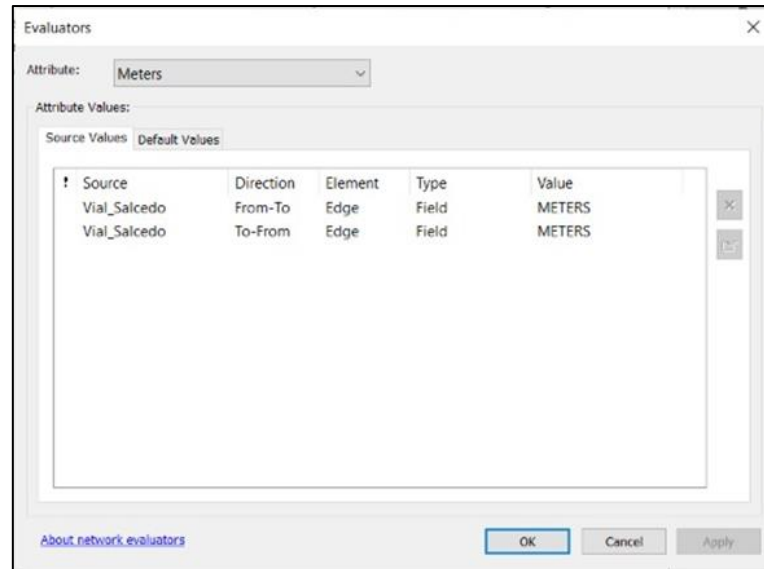 Evaluators
Attribute: Meters
Attribute Values:
Source Values Default Values
! Source Direction Element Type Value
Vial_Salcedo From-To Edge Field METERS
Vial_Salcedo To-From Edge Field METERS
About network evaluators OK Cancel Apply